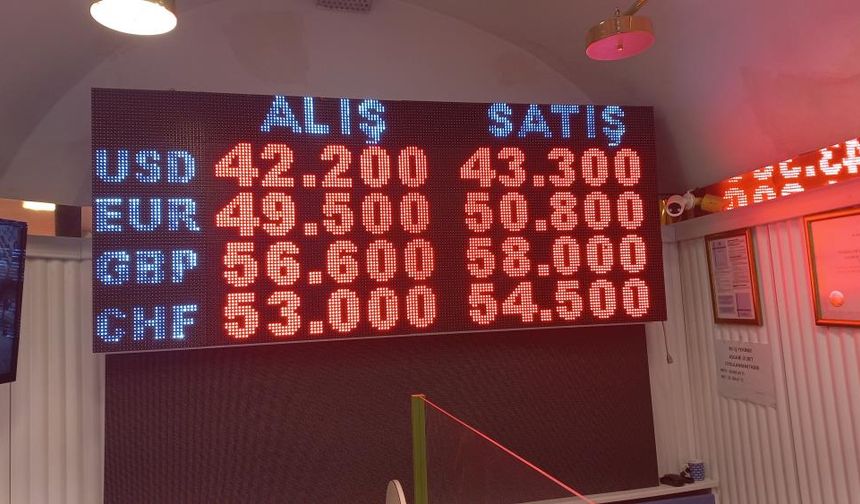 ALIŞ SATIŞ
USD 42.200 43.300
EUR 49.500 50.800
GBP 56.600 58.000
CHF 53.000 54.500